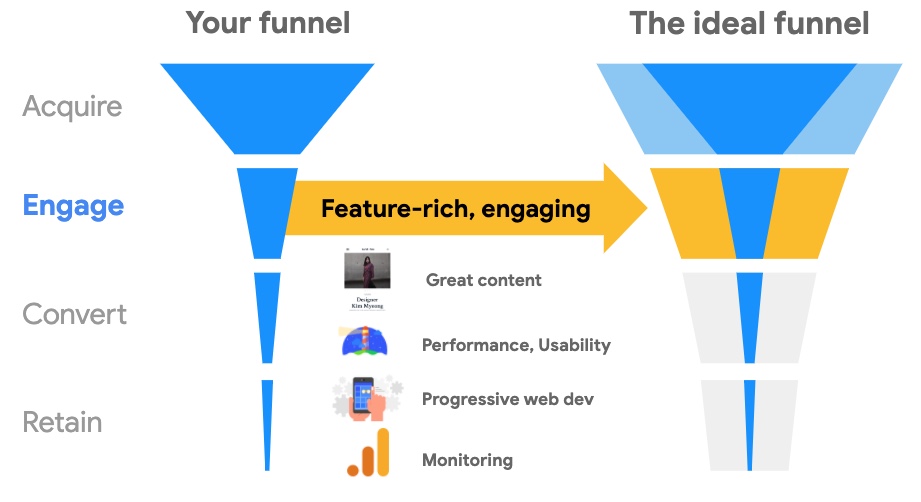 Your funnel
The ideal funnel
Acquire
Engage
Feature-rich, engaging
Great content
Designer
Kim Myeong
Convert
Performance, Usability
Progressive web dev
Retain
Monitoring